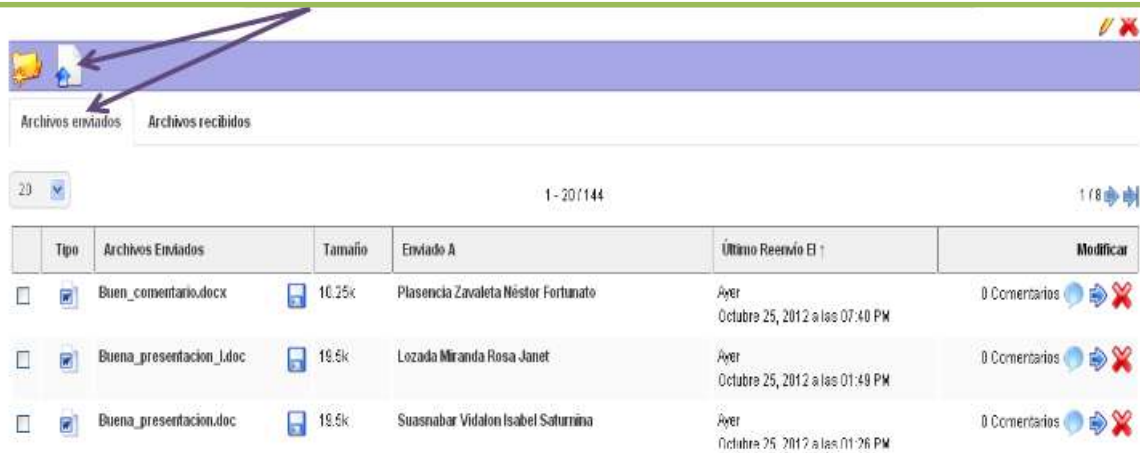 Archivos enviados Archivos recibidos
20 1 - 20 / 144 1 / 8
Tipo Archivos Enviados Tamaño Enviado A Último Reenvío El ↑ Modificar
Buen_comentario.docx 10.25k Plasencia Zavaleta Néstor Fortunato Ayer 0 Comentarios
Octubre 25, 2012 a las 07:40 PM
Buena_presentacion_I.doc 19.5k Lozada Miranda Rosa Janet Ayer 0 Comentarios
Octubre 25, 2012 a las 01:49 PM
Buena_presentacion.doc 19.5k Suasnabar Vidalon Isabel Saturnina Ayer 0 Comentarios
Octubre 25, 2012 a las 01:26 PM